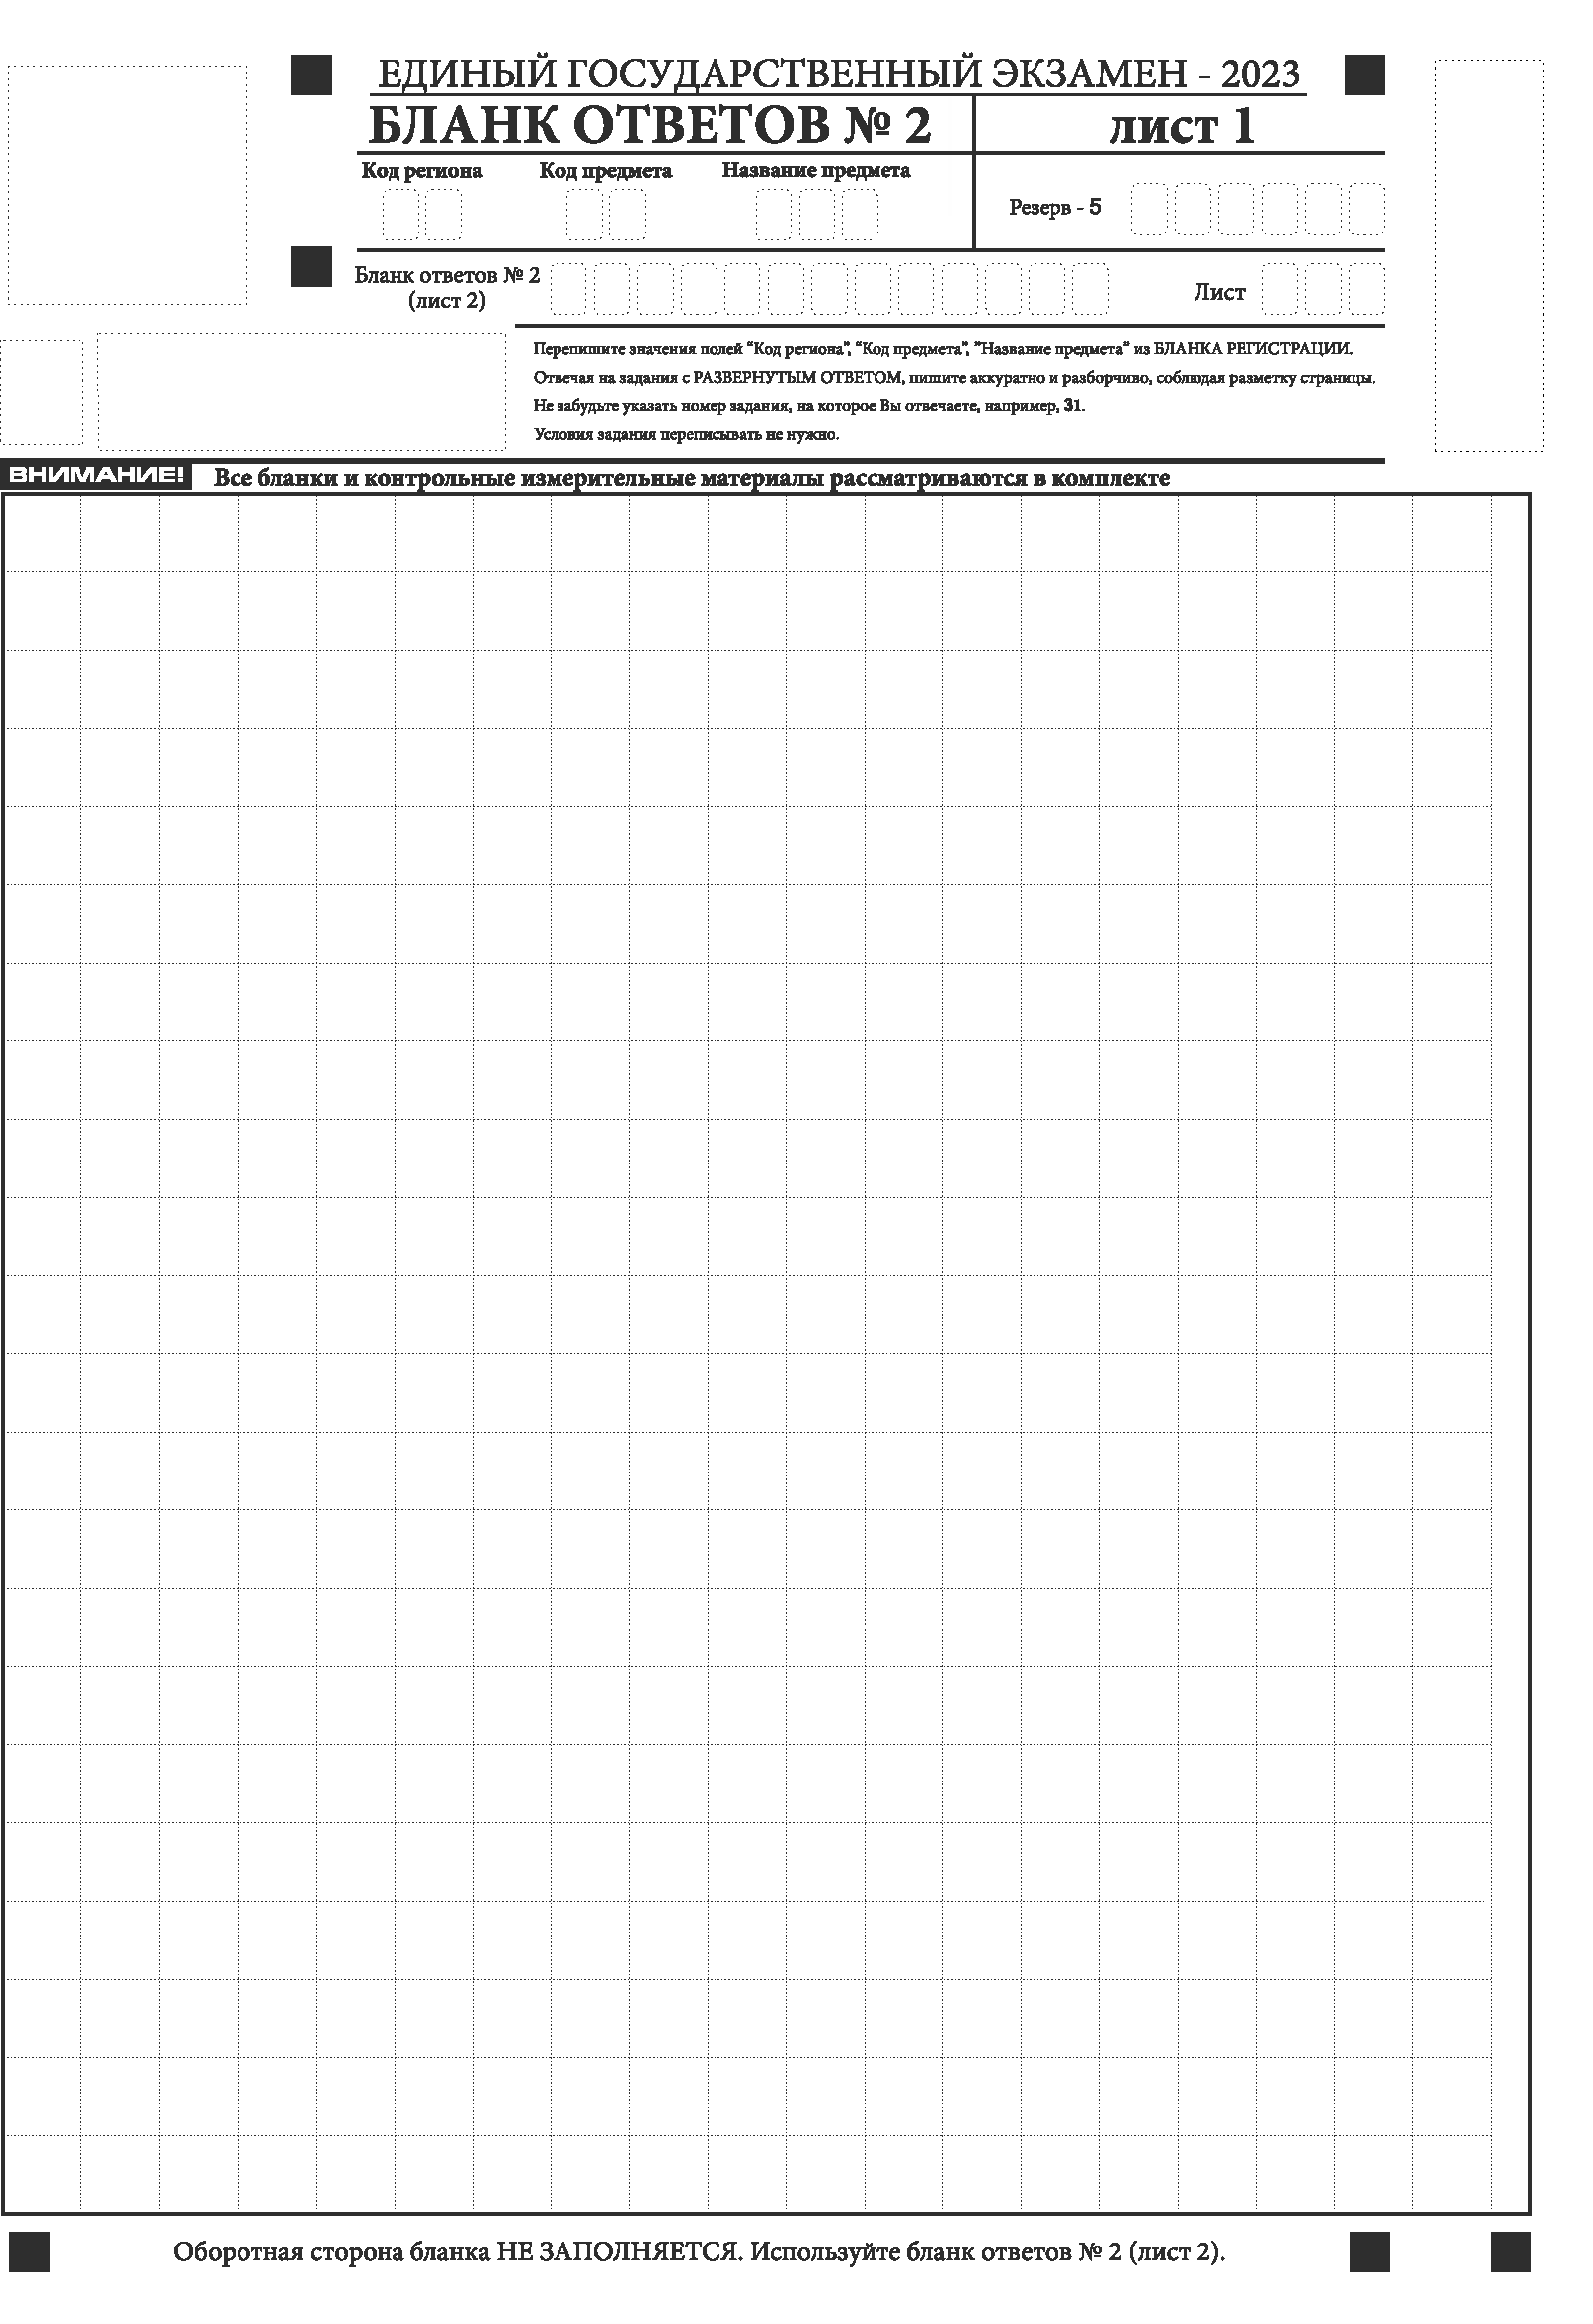 ЕДИНЫЙ ГОСУДАРСТВЕННЫЙ ЭКЗАМЕН - 2023
БЛАНК ОТВЕТОВ № 2 лист 1
Код региона Код предмета Название предмета
Резерв - 5
Бланк ответов № 2
(лист 2)
Лист
Перепишите значения полей “Код региона”, “Код предмета”, ”Название предмета” из БЛАНКА РЕГИСТРАЦИИ.
Отвечая на задания с РАЗВЕРНУТЫМ ОТВЕТОМ, пишите аккуратно и разборчиво, соблюдая разметку страницы.
Не забудьте указать номер задания, на которое Вы отвечаете, например, 31.
Условия задания переписывать не нужно.
ВНИМАНИЕ! Все бланки и контрольные измерительные материалы рассматриваются в комплекте
Оборотная сторона бланка НЕ ЗАПОЛНЯЕТСЯ. Используйте бланк ответов № 2 (лист 2).